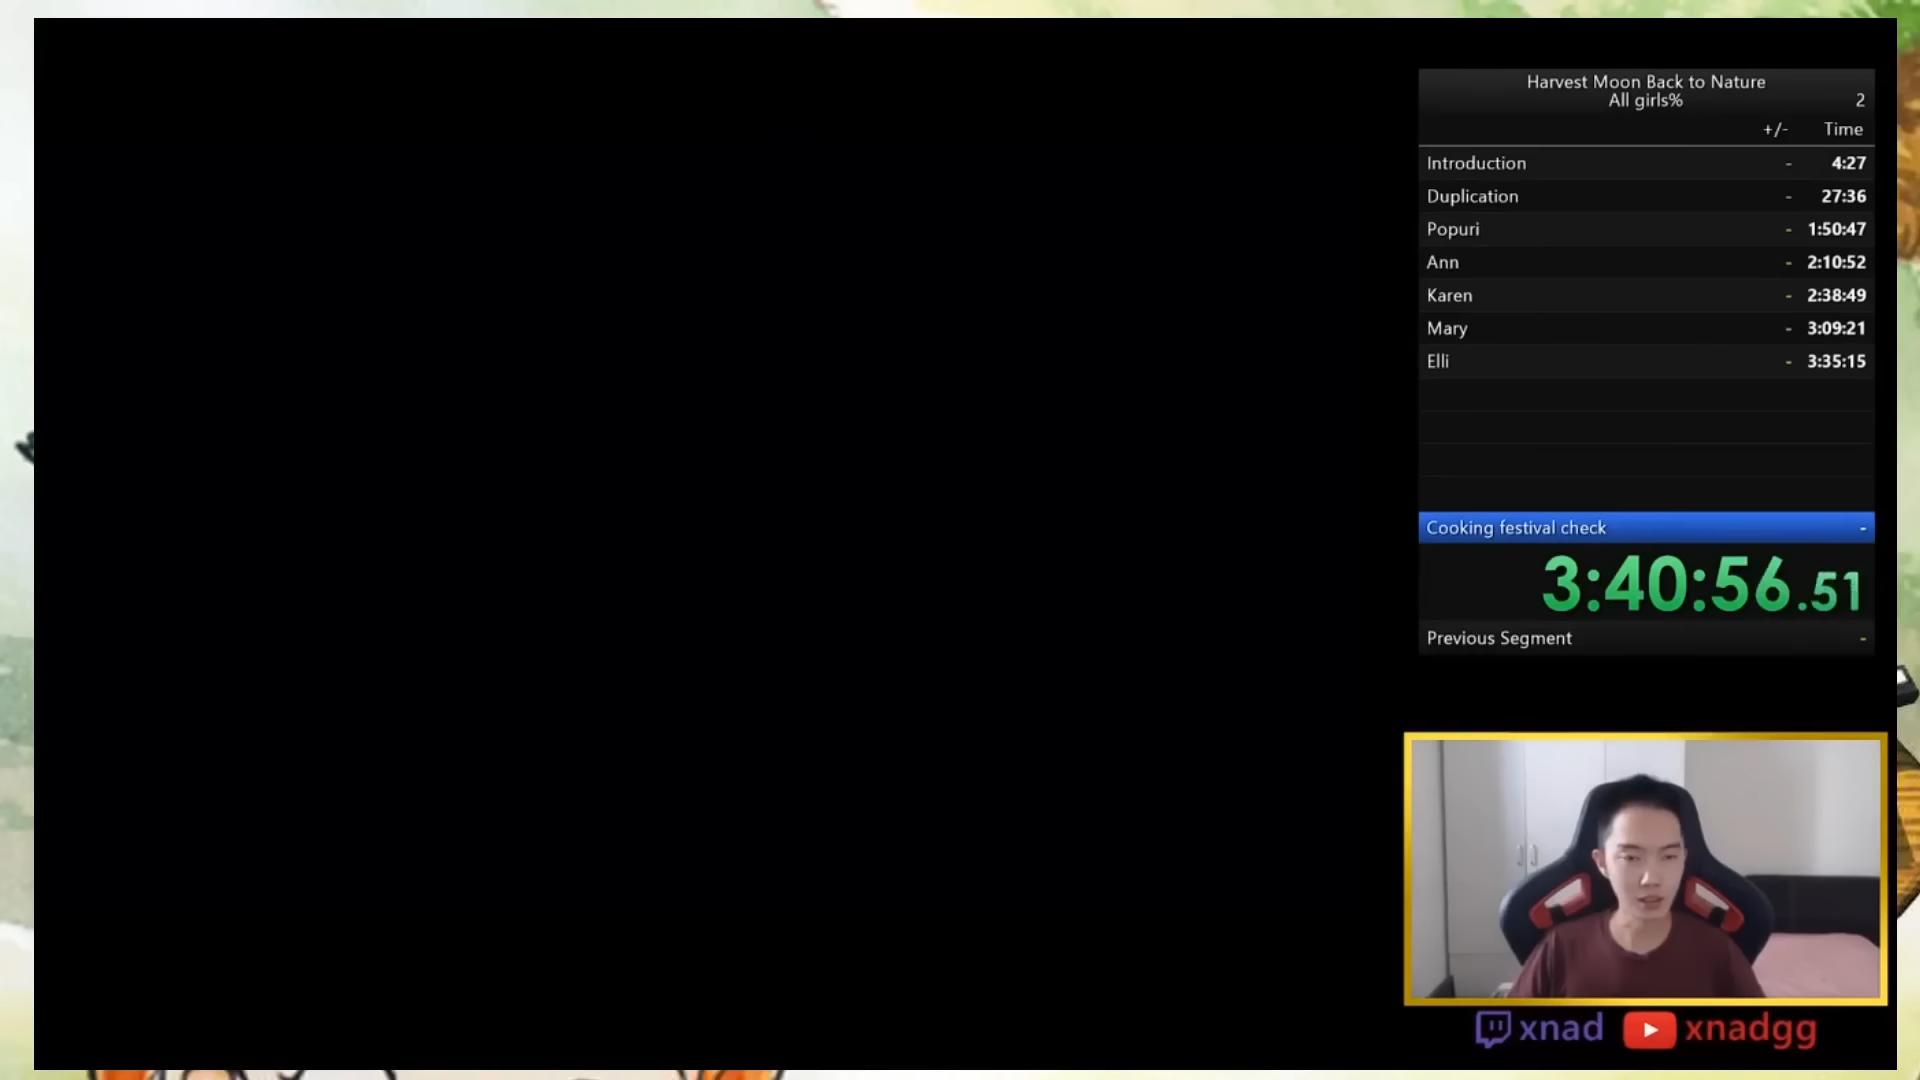 Harvest Moon Back to Nature
All girls% 2
+/- Time
Introduction - 4:27
Duplication - 27:36
Popuri - 1:50:47
Ann - 2:10:52
Karen - 2:38:49
Mary - 3:09:21
Elli - 3:35:15
Cooking festival check -
3:40:56.51
Previous Segment -
xnad xnadgg